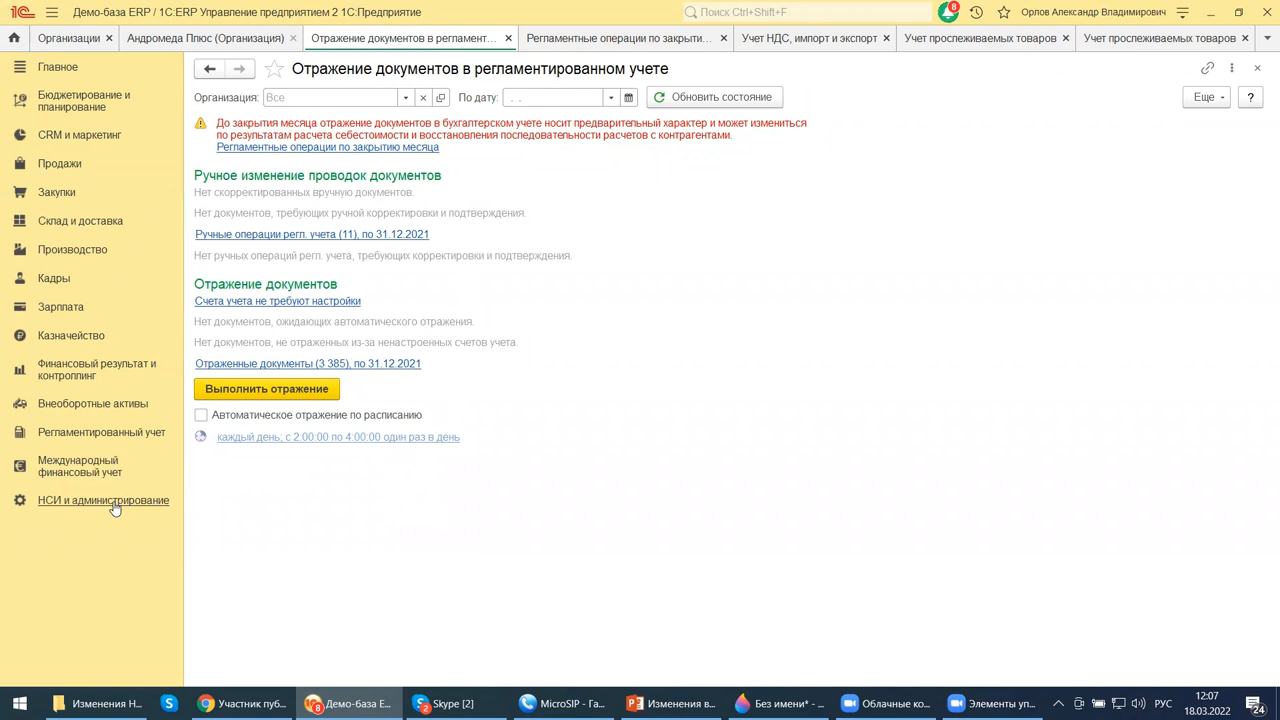 Демо-база ERP / 1С:ERP Управление предприятием 2 1С:Предприятие
Поиск Ctrl+Shift+F
8
Орлов Александр Владимирович
Организации
Андромеда Плюс (Организация)
Отражение документов в регламент...
Регламентные операции по закрыти...
Учет НДС, импорт и экспорт
Учет прослеживаемых товаров
Учет прослеживаемых товаров
Главное
Бюджетирование и
планирование
CRM и маркетинг
Продажи
Закупки
Склад и доставка
Производство
Кадры
Зарплата
Казначейство
Финансовый результат и
контроллинг
Внеоборотные активы
Регламентированный учет
Международный
финансовый учет
НСИ и администрирование
Отражение документов в регламентированном учете
Организация: Все
По дату: . .
Обновить состояние
Еще
?
До закрытия месяца отражение документов в бухгалтерском учете носит предварительный характер и может измениться
по результатам расчета себестоимости и восстановления последовательности расчетов с контрагентами.
Регламентные операции по закрытию месяца
Ручное изменение проводок документов
Нет скорректированных вручную документов.
Нет документов, требующих ручной корректировки и подтверждения.
Ручные операции регл. учета (11), по 31.12.2021
Нет ручных операций регл. учета, требующих корректировки и подтверждения.
Отражение документов
Счета учета не требуют настройки
Нет документов, ожидающих автоматического отражения.
Нет документов, не отраженных из-за ненастроенных счетов учета.
Отраженные документы (3 385), по 31.12.2021
Выполнить отражение
Автоматическое отражение по расписанию
каждый день; с 2:00:00 по 4:00:00 один раз в день
Изменения Н...
Участник пуб...
8
Демо-база E...
2
Skype [2]
MicroSIP - Га...
Изменения в...
Без имени* - ...
Облачные ко...
Элементы уп...
РУС
12:07
18.03.2022
24